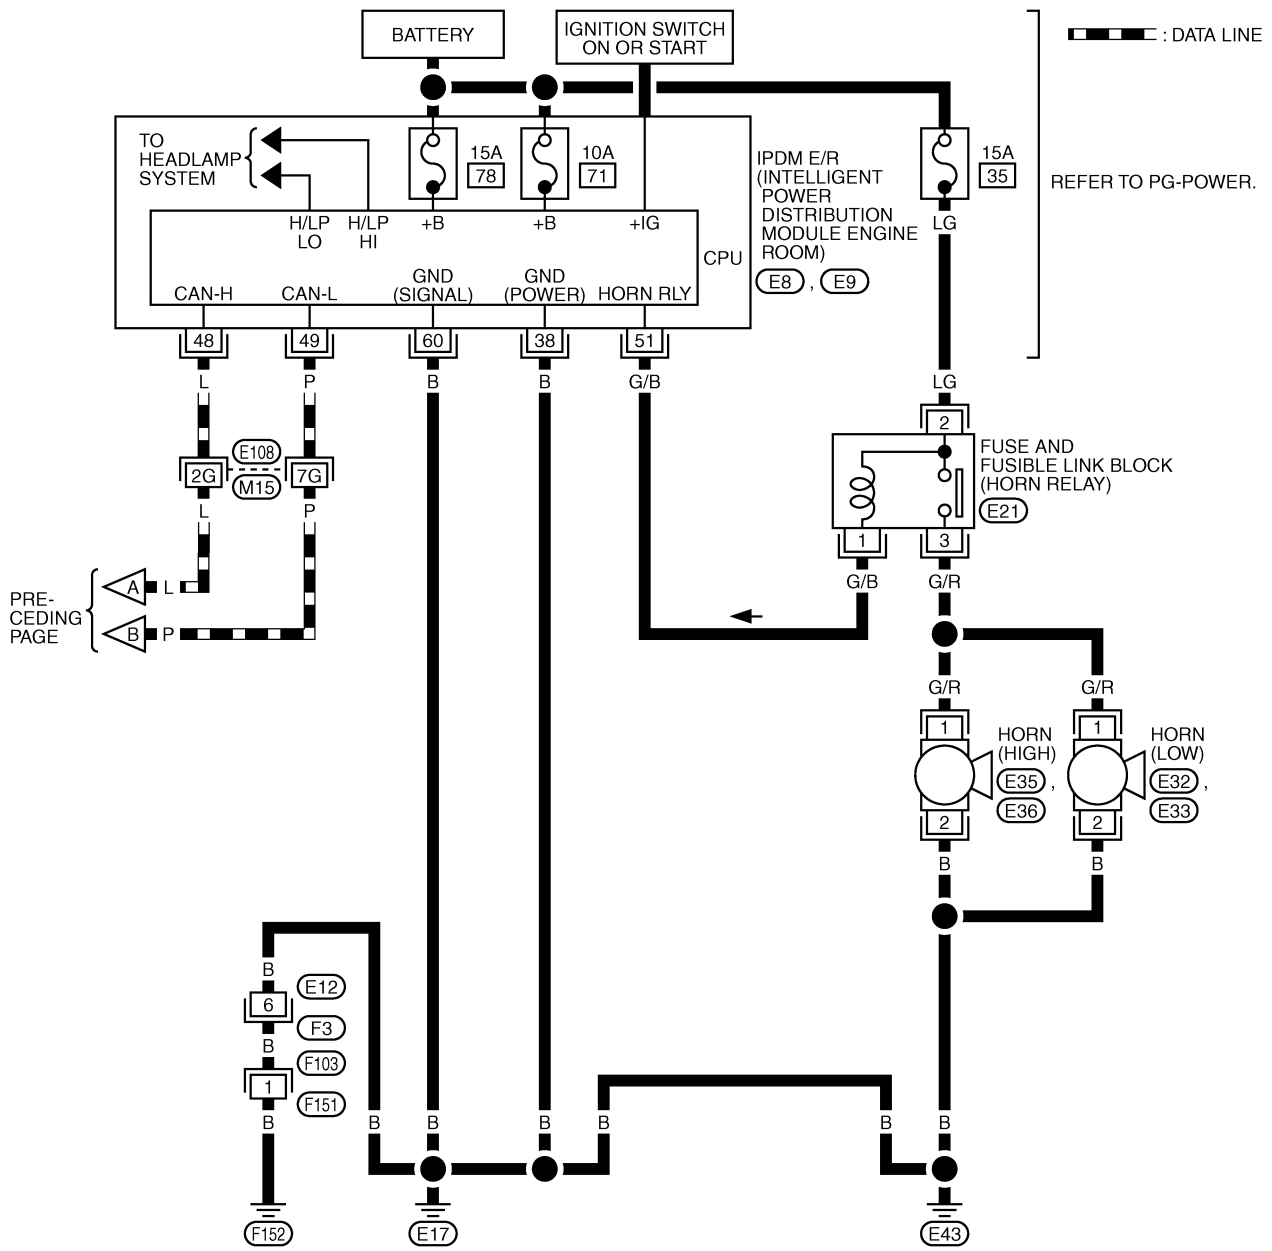 BATTERY
IGNITION SWITCH
ON OR START
: DATA LINE
TO
HEADLAMP
SYSTEM
15A
78
10A
71
IPDM E/R
(INTELLIGENT
POWER
DISTRIBUTION
MODULE ENGINE
ROOM)
E8 , E9
15A
35
REFER TO PG-POWER.
LG
H/LP
LO
H/LP
HI
+B
+B
+IG
CPU
CAN-H
CAN-L
GND
(SIGNAL)
GND
(POWER)
HORN RLY
48
49
60
38
51
L
P
B
B
G/B
LG
2
FUSE AND
FUSIBLE LINK BLOCK
(HORN RELAY)
E21
E108
2G
7G
M15
L
P
1
3
G/B
G/R
PRE-
CEDING
PAGE
A
L
B
P
G/R
G/R
1
HORN
(HIGH)
E35 ,
E36
2
1
HORN
(LOW)
E32 ,
E33
2
B
B
B
E12
6
F3
B
F103
1
F151
B
B
B
B
B
B
B
F152
E17
E43